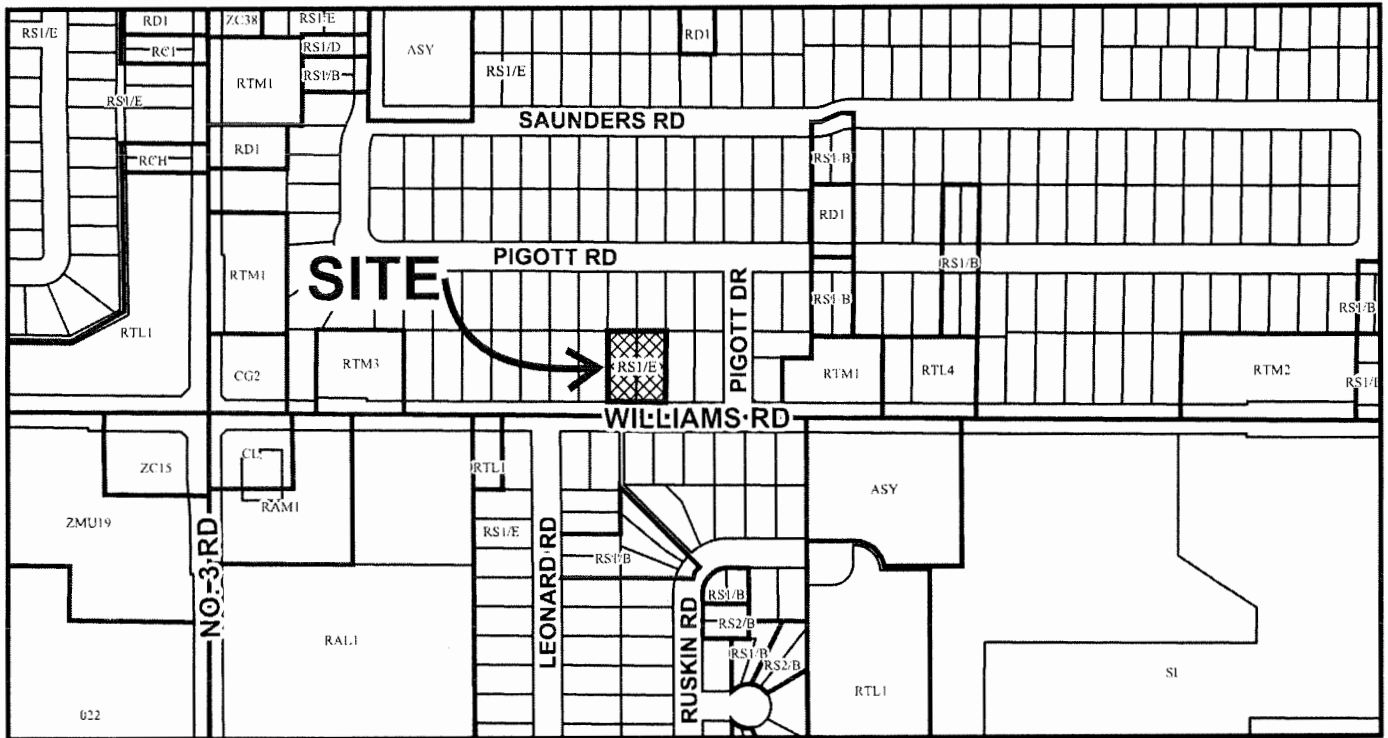 RS1/E
RD1
ZC38
RS1/E
RC1
RS1/D
RS1/B
RTM1
ASY
RD1
RS1/E
RS1/E
SAUNDERS RD
RD1
RCH
RS1/B
RD1
RTM1
PIGOTT RD
RS1/B
RS1/B
RS1/B
SITE
PIGOTT DR
RTL1
CG2
RTM3
RS1/E
RTM1
RTL4
RTM2
WILLIAMS RD
ZC15
CL
RTL1
ASY
ZMU19
RAM1
RS1/E
RS1/B
NO. 3 RD
LEONARD RD
RS1/B
RS2/B
RUSKIN RD
RS1/B
RS2/B
RAL1
RTL1
SI
022